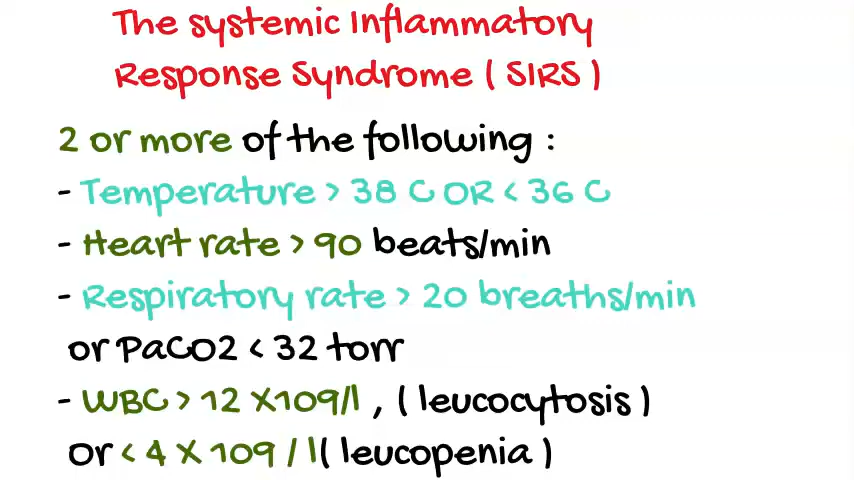 The systemic Inflammatory
Response Syndrome ( SIRS )
2 or more of the following :
- Temperature > 38 C OR < 36 C
- Heart rate > 90 beats/min
- Respiratory rate > 20 breaths/min
or PaCO2 < 32 torr
- WBC > 12 X109/l , ( leucocytosis )
Or < 4 X 109 / l( leucopenia )